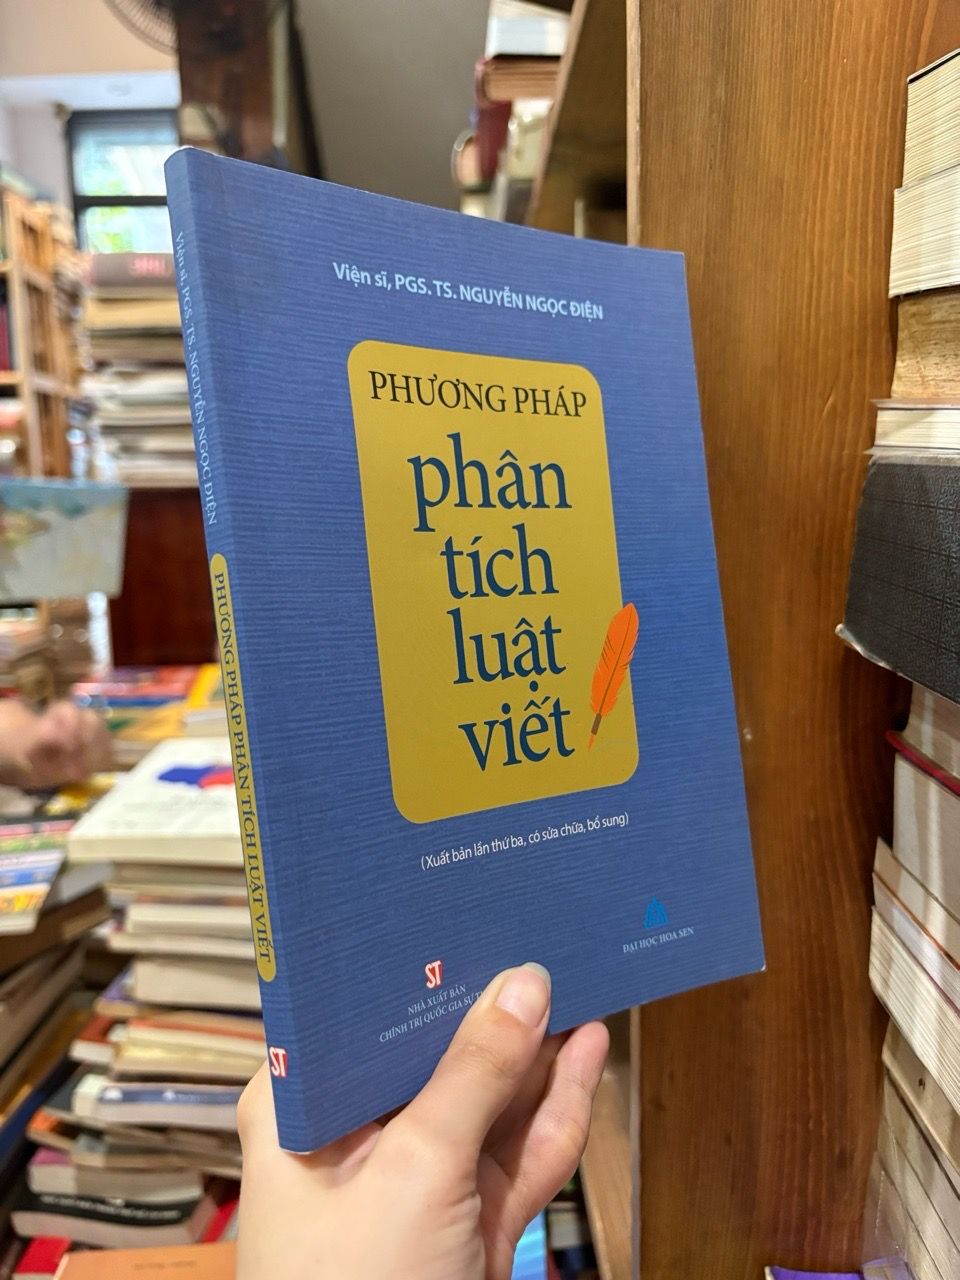 Viện sĩ, PGS. TS. NGUYỄN NGỌC ĐIỆN
PHƯƠNG PHÁP
phân
tích
luật
viết
(Xuất bản lần thứ ba, có sửa chữa, bổ sung)
ST
NHÀ XUẤT BẢN
CHÍNH TRỊ QUỐC GIA SỰ
ĐẠI HỌC HOA SEN
Viện sĩ, PGS. TS. NGUYỄN NGỌC ĐIỆN
PHƯƠNG PHÁP PHÂN TÍCH LUẬT VIẾT
ST